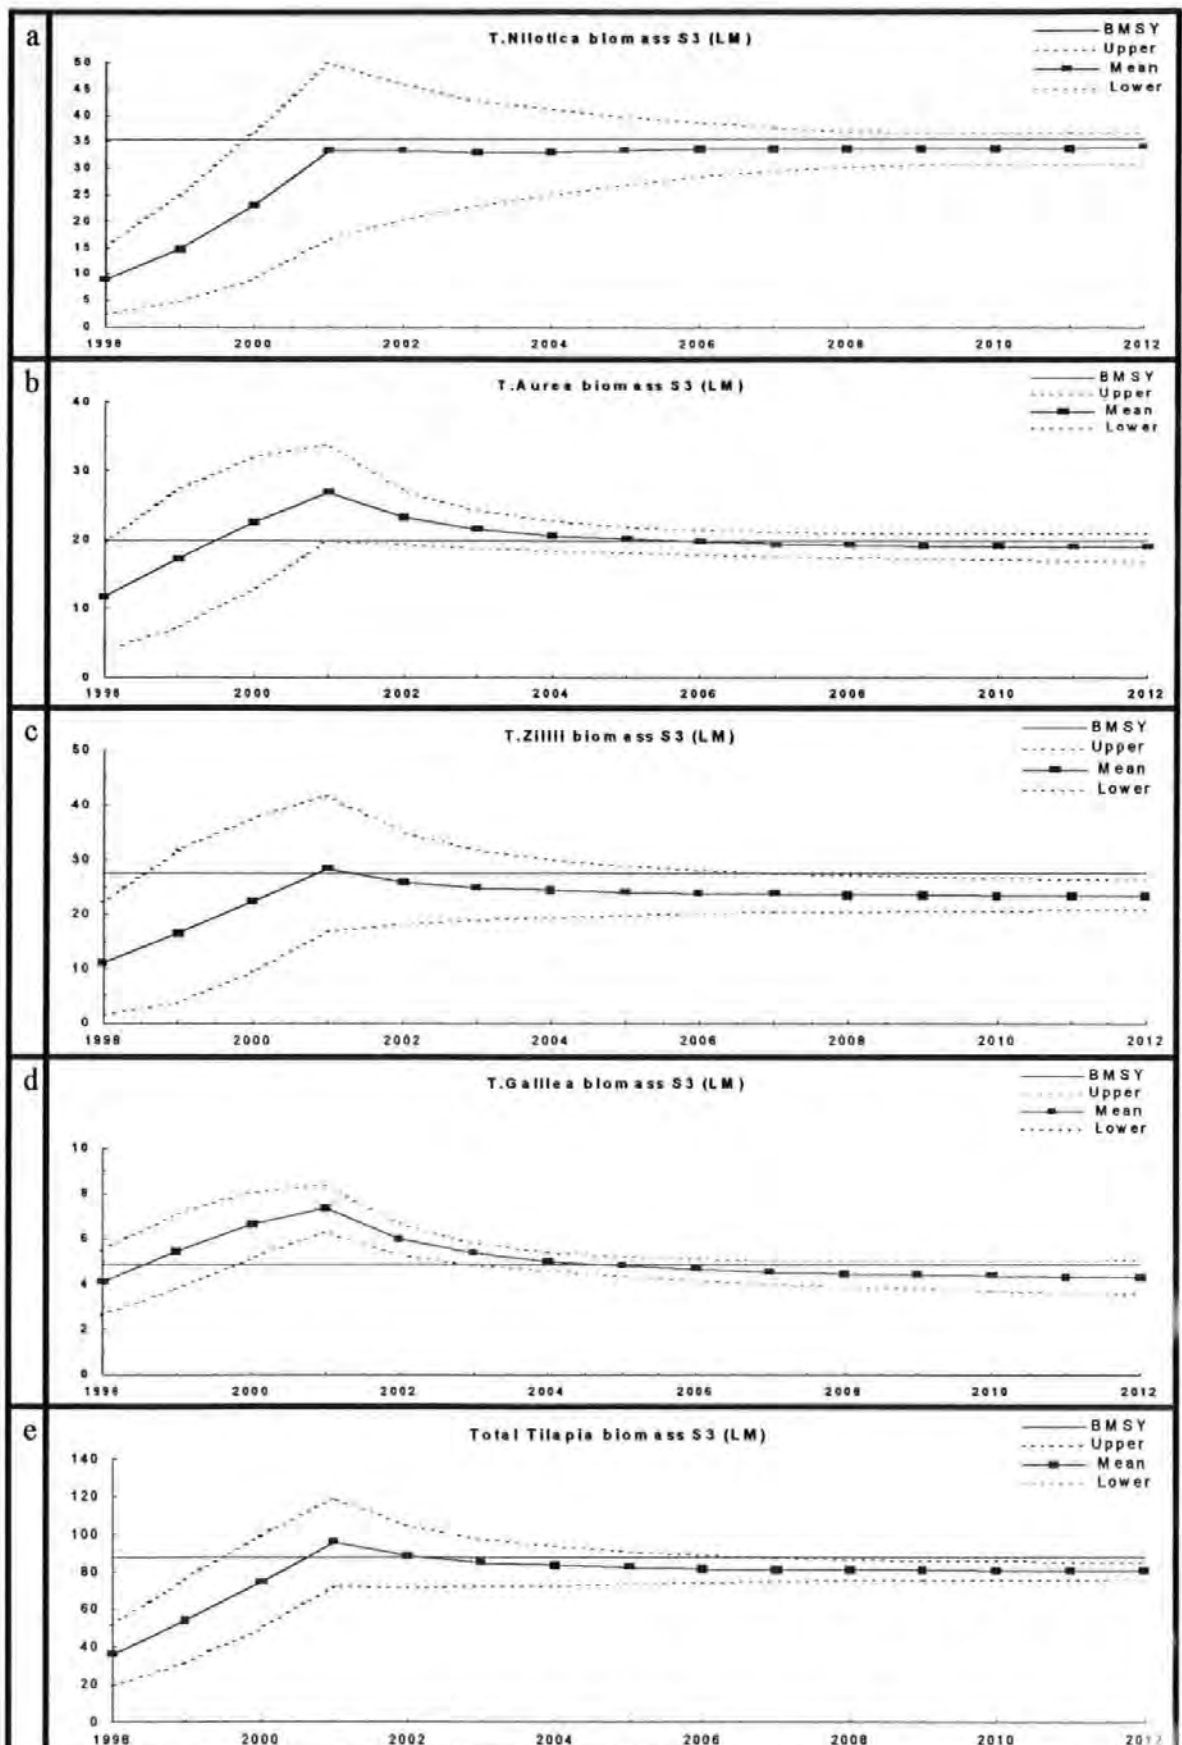 a
T.Nilotica biomass S3 (LM)
BMSY
Upper
Mean
Lower
50
45
40
35
30
25
20
15
10
5
0
1998 2000 2002 2004 2006 2008 2010 2012
b
T.Aurea biomass S3 (LM)
BMSY
Upper
Mean
Lower
40
30
20
10
0
1998 2000 2002 2004 2006 2008 2010 2012
c
T.Zillii biomass S3 (LM)
BMSY
Upper
Mean
Lower
50
40
30
20
10
0
1998 2000 2002 2004 2006 2008 2010 2012
d
T.Galilea biomass S3 (LM)
BMSY
Upper
Mean
Lower
10
8
6
4
2
0
1998 2000 2002 2004 2006 2008 2010 2012
e
Total Tilapia biomass S3 (LM)
BMSY
Upper
Mean
Lower
140
120
100
80
60
40
20
0
1998 2000 2002 2004 2006 2008 2010 2012